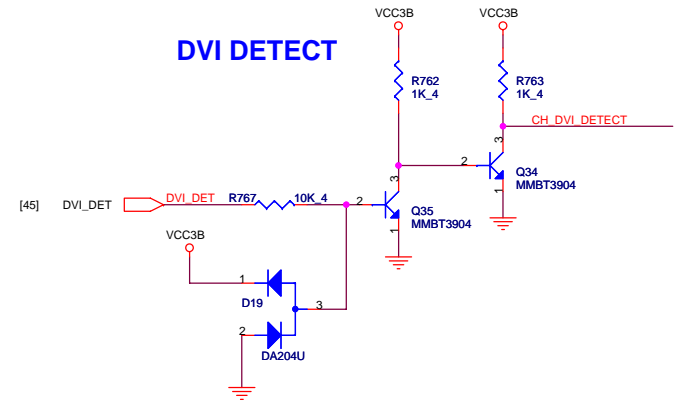 VCC3B
VCC3B
DVI DETECT
R762
1K_4
R763
1K_4
CH_DVI_DETECT
3
2
Q34
MMBT3904
1
3
[45]
DVI_DET
DVI_DET
R767
10K_4
2
Q35
MMBT3904
1
VCC3B
1
D19
3
2
DA204U